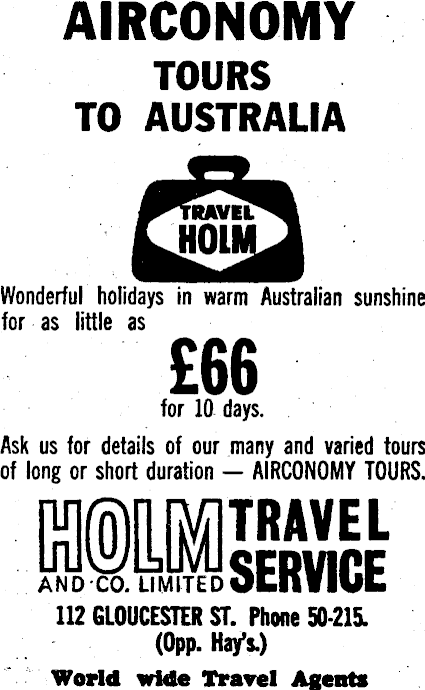 AIRCONOMY
TOURS
TO AUSTRALIA
TRAVEL
HOLM
Wonderful holidays in warm Australian sunshine
for as little as
£66
for 10 days.
Ask us for details of our many and varied tours
of long or short duration — AIRCONOMY TOURS.
HOLM TRAVEL
AND CO. LIMITED SERVICE
112 GLOUCESTER ST. Phone 50-215.
(Opp. Hay's.)
World wide Travel Agents